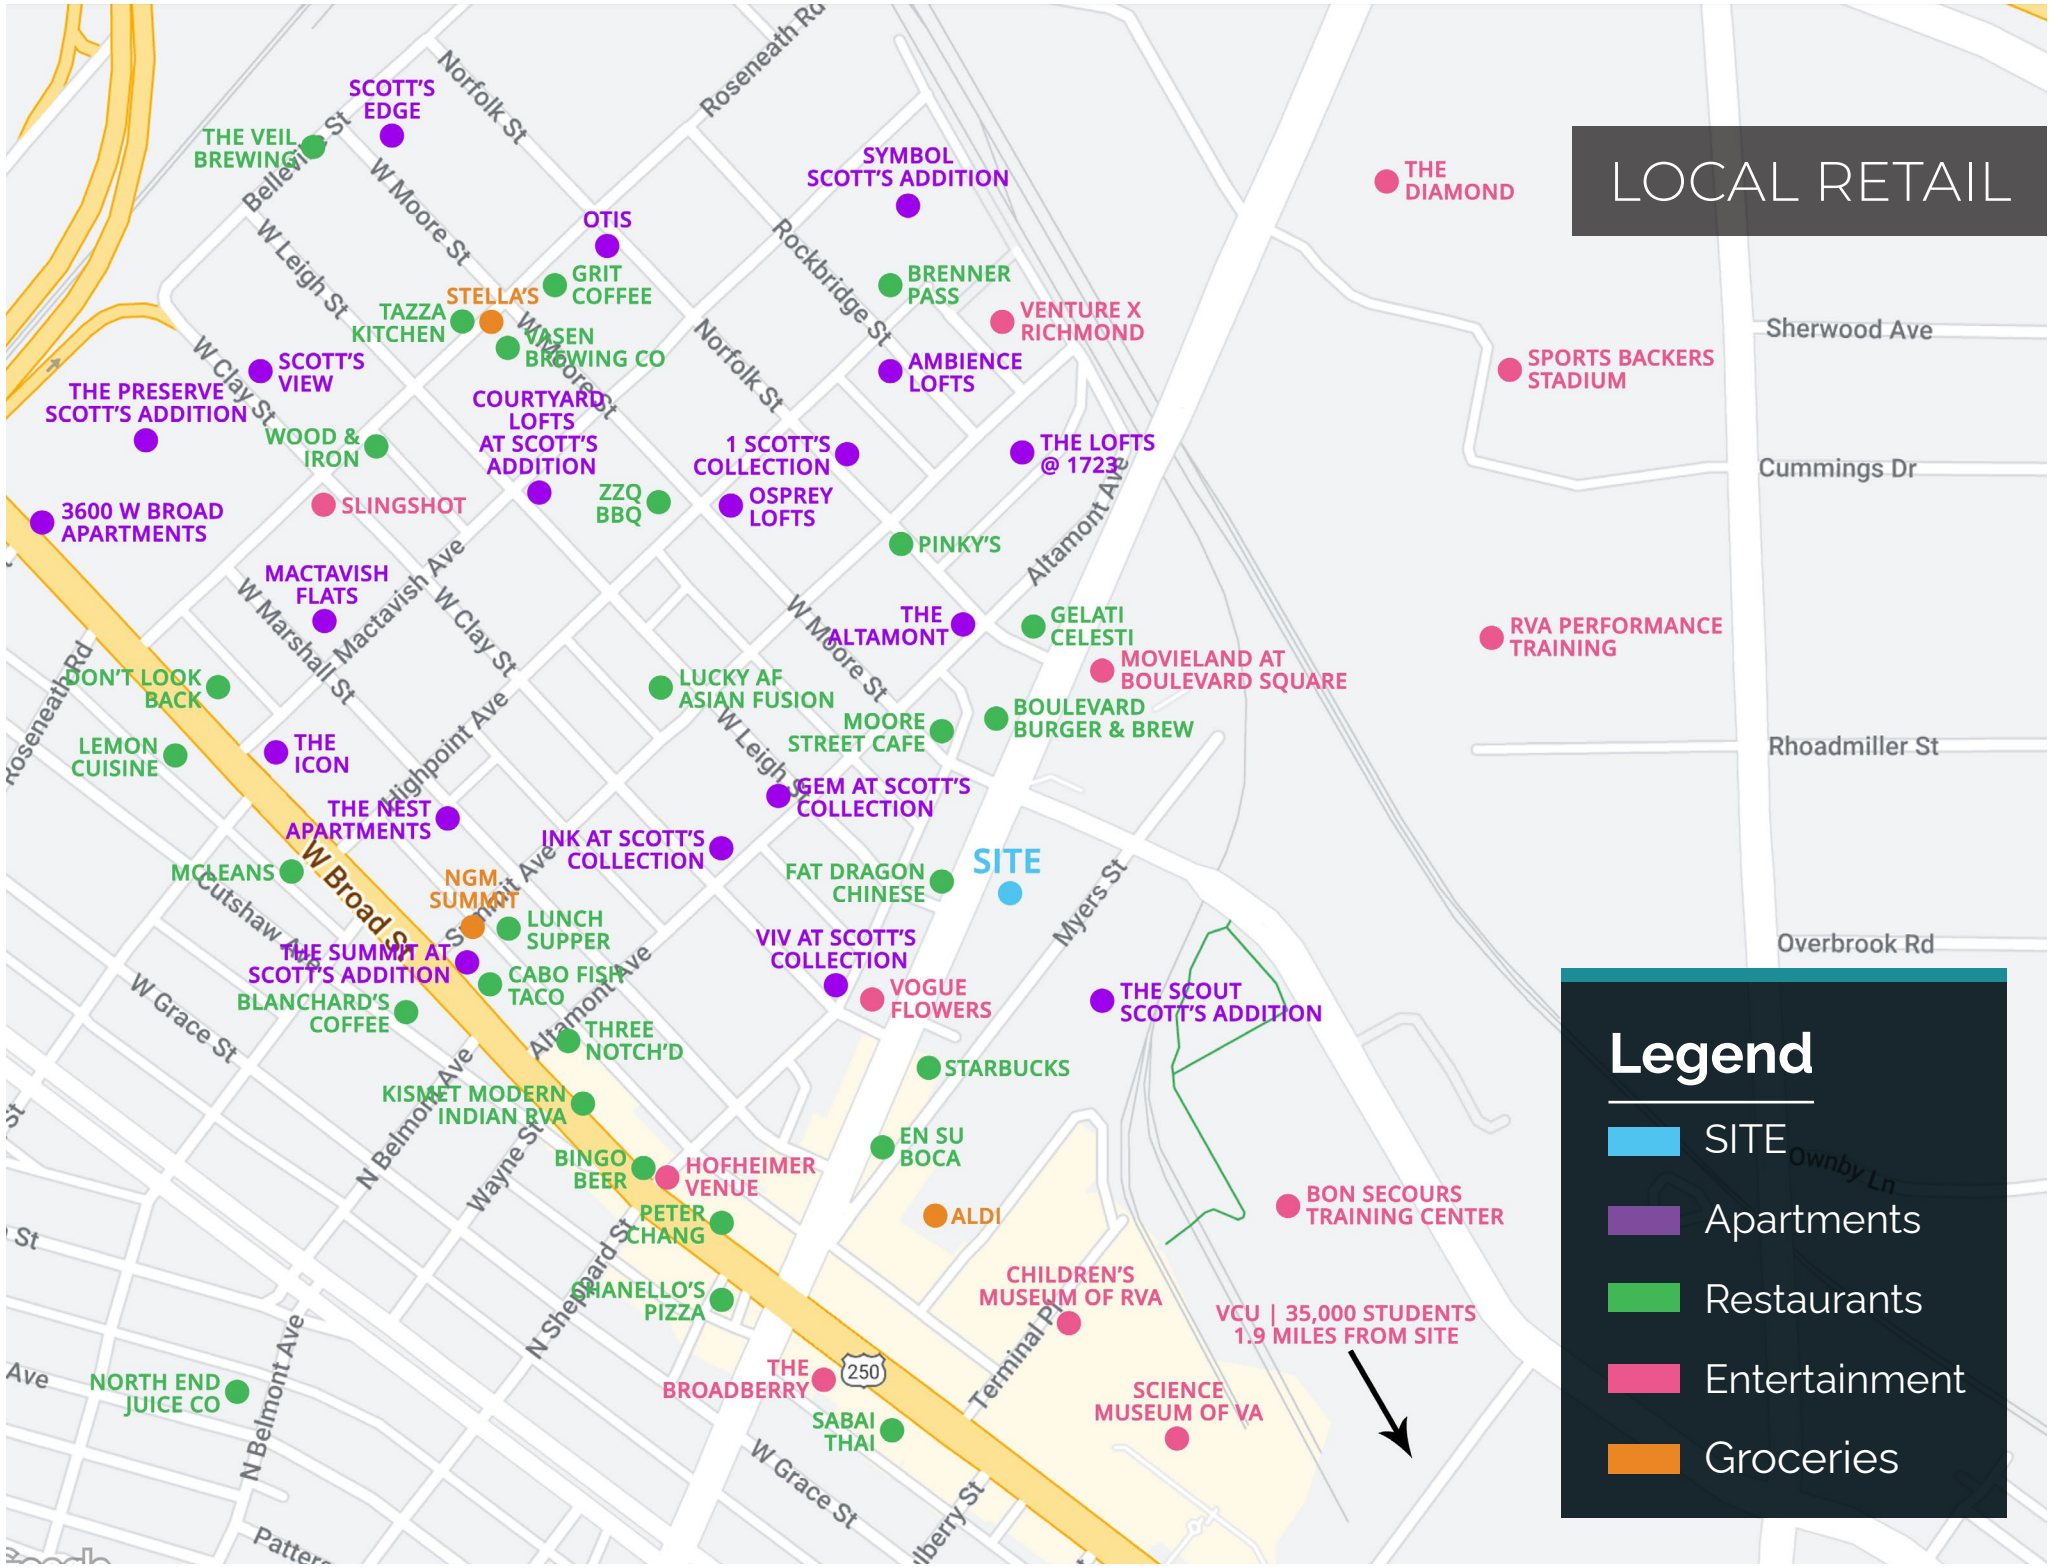 LOCAL RETAIL
Roseneath Rd
Norfolk St
SCOTT'S
EDGE
THE VEIL
BREWING
Belleville St
W Moore St
SYMBOL
SCOTT'S ADDITION
THE
DIAMOND
W Leigh St
OTIS
Rockbridge St
GRIT
COFFEE
BRENNER
PASS
STELLA'S
TAZZA
KITCHEN
VENTURE X
RICHMOND
W Moore St
VASEN
BREWING CO
Norfolk St
Sherwood Ave
W Clay St
SCOTT'S
VIEW
AMBIENCE
LOFTS
SPORTS BACKERS
STADIUM
THE PRESERVE
SCOTT'S ADDITION
COURTYARD
LOFTS
AT SCOTT'S
ADDITION
WOOD &
IRON
1 SCOTT'S
COLLECTION
THE LOFTS
@ 1723
Cummings Dr
SLINGSHOT
ZZQ
BBQ
OSPREY
LOFTS
3600 W BROAD
APARTMENTS
Altamont Ave
PINKY'S
MACTAVISH
FLATS
Mactavish Ave
W Marshall St
W Clay St
W Moore St
THE
ALTAMONT
GELATI
CELESTI
RVA PERFORMANCE
TRAINING
MOVIELAND AT
BOULEVARD SQUARE
Roseneath Rd
DON'T LOOK
BACK
LUCKY AF
ASIAN FUSION
BOULEVARD
BURGER & BREW
MOORE
STREET CAFE
W Leigh St
Highpoint Ave
LEMON
CUISINE
THE
ICON
Rhoadmiller St
GEM AT SCOTT'S
COLLECTION
THE NEST
APARTMENTS
INK AT SCOTT'S
COLLECTION
SITE
FAT DRAGON
CHINESE
Myers St
MCLEANS
W Broad St
Cutshaw Ave
NGM
SUMMIT
Summit Ave
LUNCH
SUPPER
VIV AT SCOTT'S
COLLECTION
Overbrook Rd
THE SUMMIT AT
SCOTT'S ADDITION
CABO FISH
TACO
Altamont Ave
VOGUE
FLOWERS
THE SCOUT
SCOTT'S ADDITION
BLANCHARD'S
COFFEE
W Grace St
THREE
NOTCH'D
STARBUCKS
KISMET MODERN
INDIAN RVA
N Belmont Ave
Wayne St
St
EN SU
BOCA
BINGO
BEER
HOFHEIMER
VENUE
PETER
CHANG
ALDI
BON SECOURS
TRAINING CENTER
St
N Sheppard St
CHANELLO'S
PIZZA
CHILDREN'S
MUSEUM OF RVA
Terminal Pl
VCU | 35,000 STUDENTS
1.9 MILES FROM SITE
THE
BROADBERRY
250
SCIENCE
MUSEUM OF VA
Ave
NORTH END
JUICE CO
N Belmont Ave
SABAI
THAI
W Grace St
Legend
SITE
Apartments
Restaurants
Entertainment
Groceries
Ownby Ln